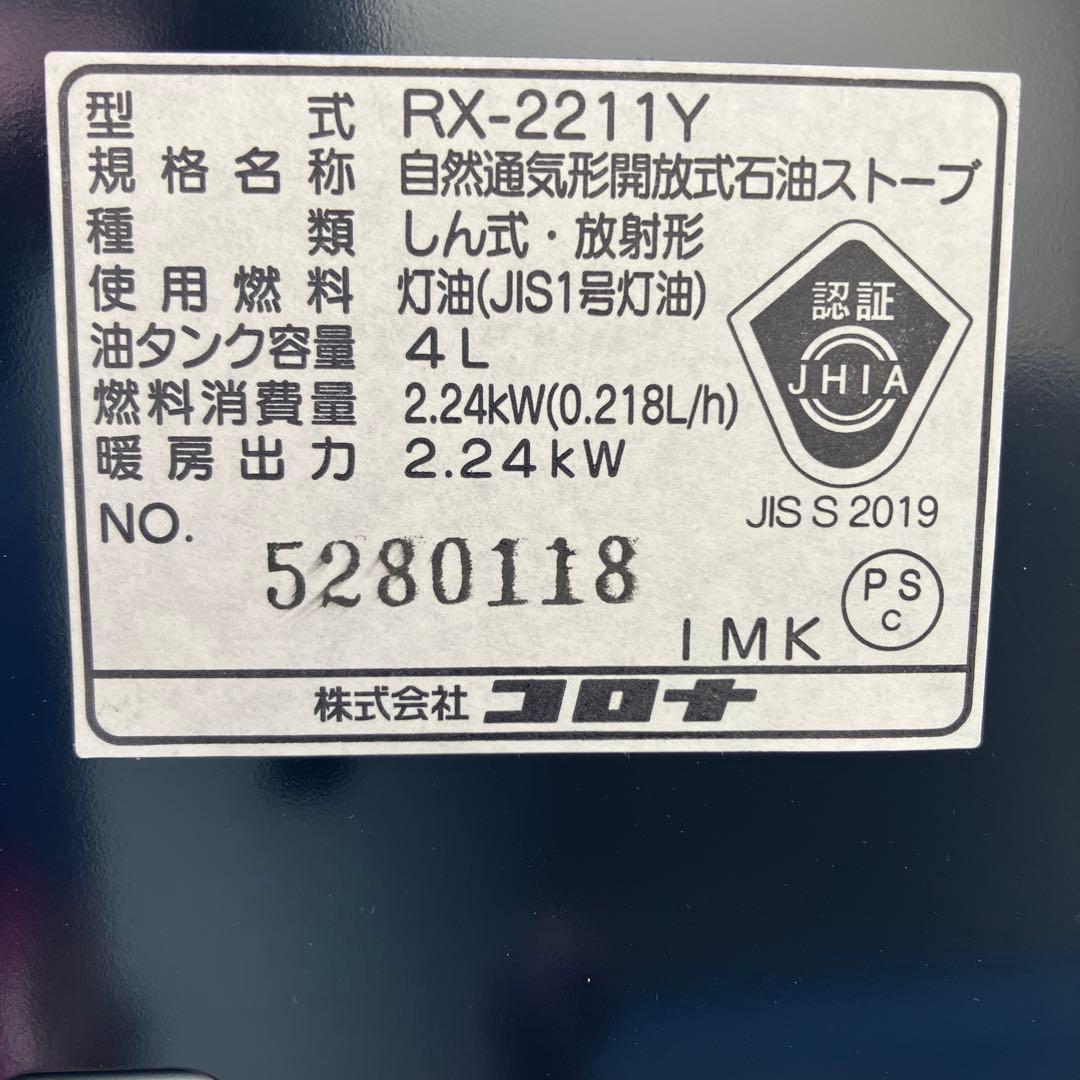 型式 RX-2211Y
規格名称 自然通気形開放式石油ストーブ
種類 しん式・放射形
使用燃料 灯油(JIS1号灯油)
油タンク容量 4L
燃料消費量 2.24kW(0.218L/h)
暖房出力 2.24kW
認証
JHIA
JIS S 2019
NO. 5280118
PS
C
IMK
株式会社 コロナ